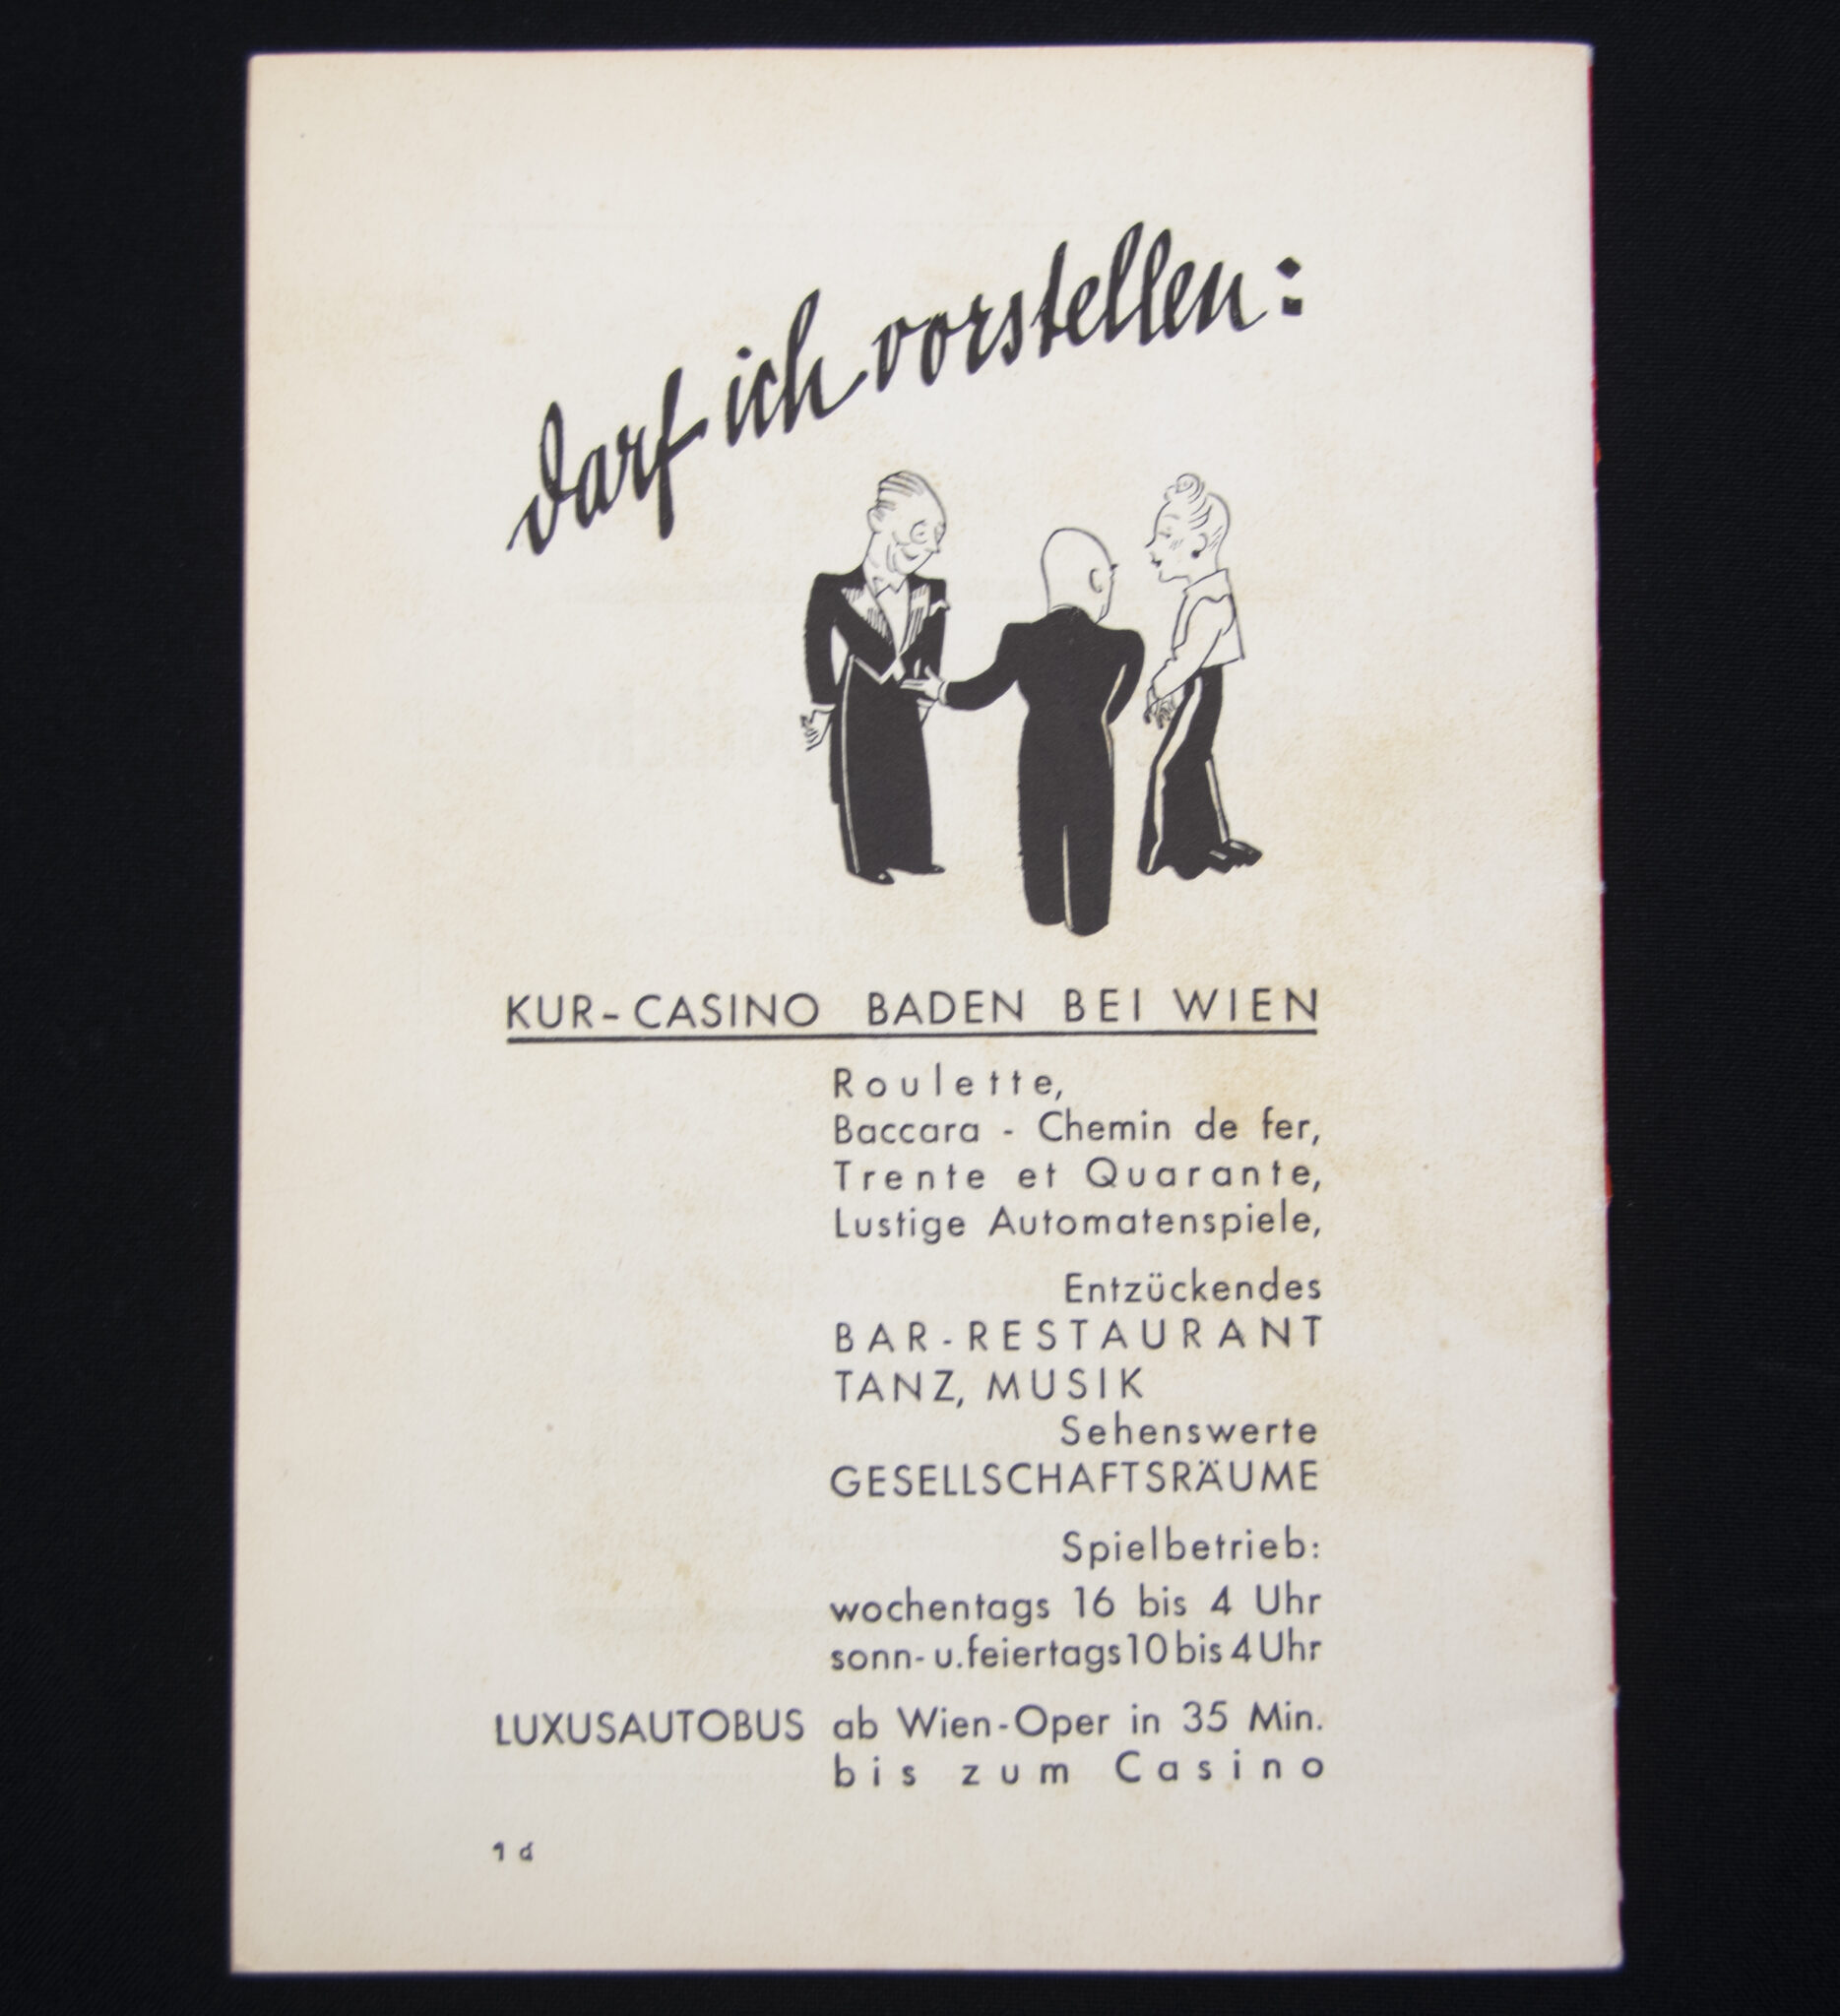 darf ich vorstellen:
KUR-CASINO BADEN BEI WIEN
Roulette,
Baccara - Chemin de fer,
Trente et Quarante,
Lustige Automatenspiele,
Entzückendes
BAR-RESTAURANT
TANZ, MUSIK
Sehenswerte
GESELLSCHAFTSRÄUME
Spielbetrieb:
wochentags 16 bis 4 Uhr
sonn- u. feiertags 10 bis 4 Uhr
LUXUSAUTOBUS ab Wien-Oper in 35 Min.
bis zum Casino
1 d